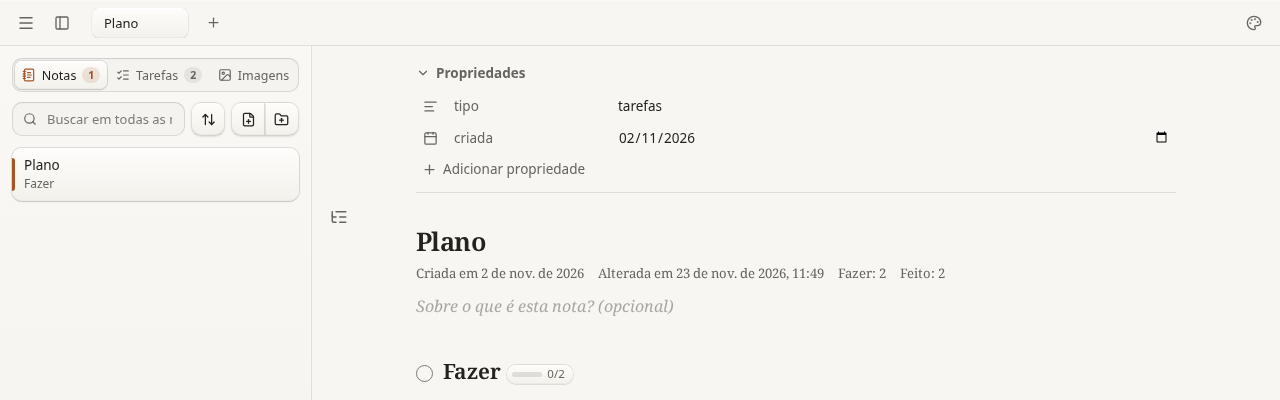 Plano
Notas 1 Tarefas 2 Imagens
Buscar em todas as
Plano
Fazer
Propriedades
tipo tarefas
criada 02/11/2026
Adicionar propriedade
Plano
Criada em 2 de nov. de 2026 Alterada em 23 de nov. de 2026, 11:49 Fazer: 2 Feito: 2
Sobre o que é esta nota? (opcional)
Fazer 0/2